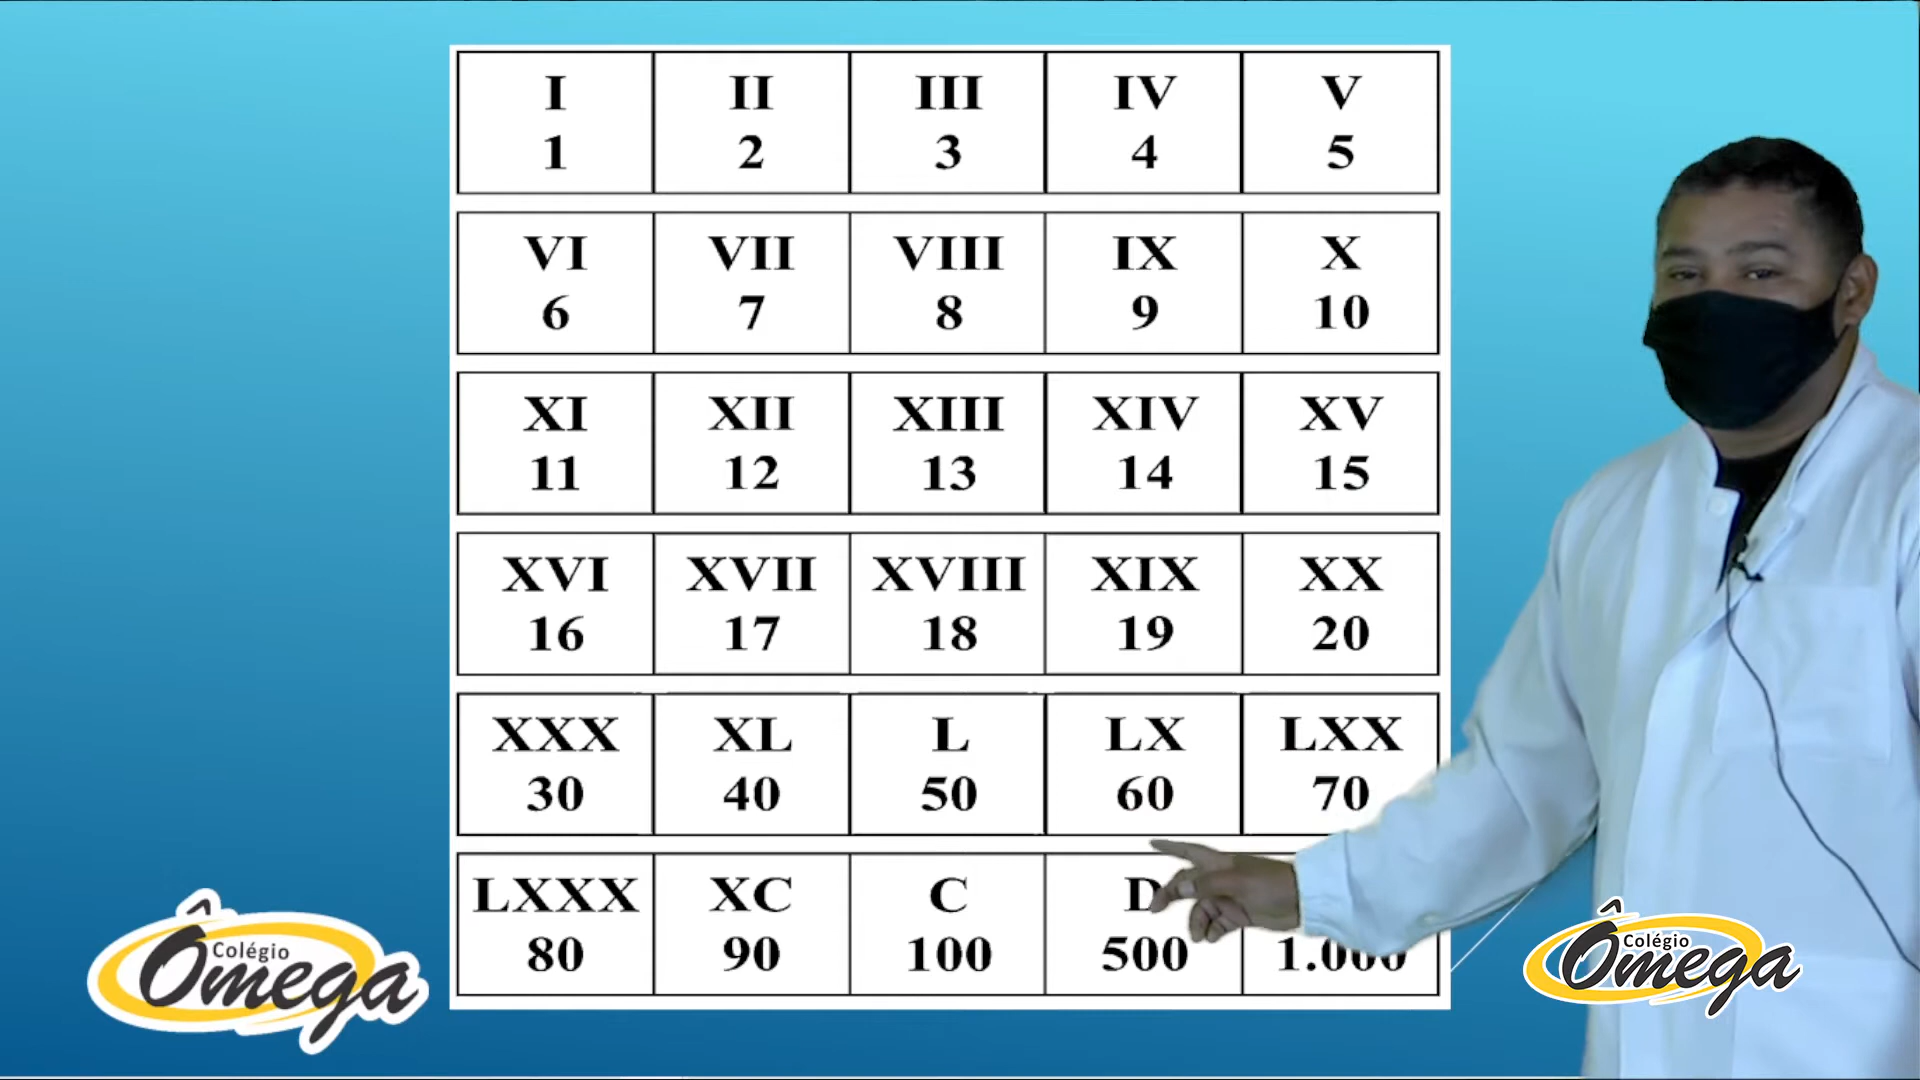 I II III IV V
1 2 3 4 5
VI VII VIII IX X
6 7 8 9 10
XI XII XIII XIV XV
11 12 13 14 15
XVI XVII XVIII XIX XX
16 17 18 19 20
XXX XL L LX LXX
30 40 50 60 70
LXXX XC C D
80 90 100 500 1.000
Colégio
Ômega
Colégio
Ômega